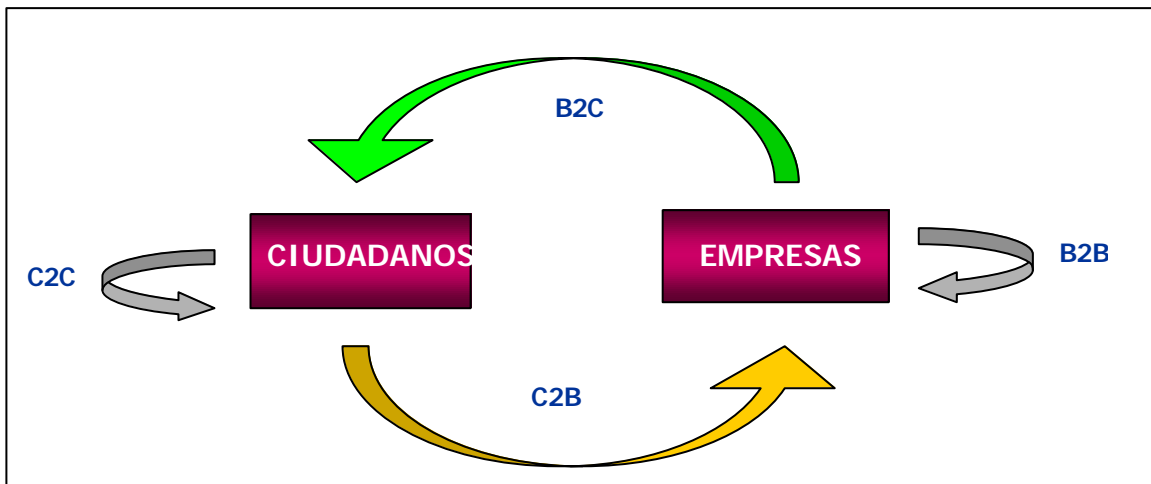 B2C
CIUDADANOS
EMPRESAS
C2C
B2B
C2B